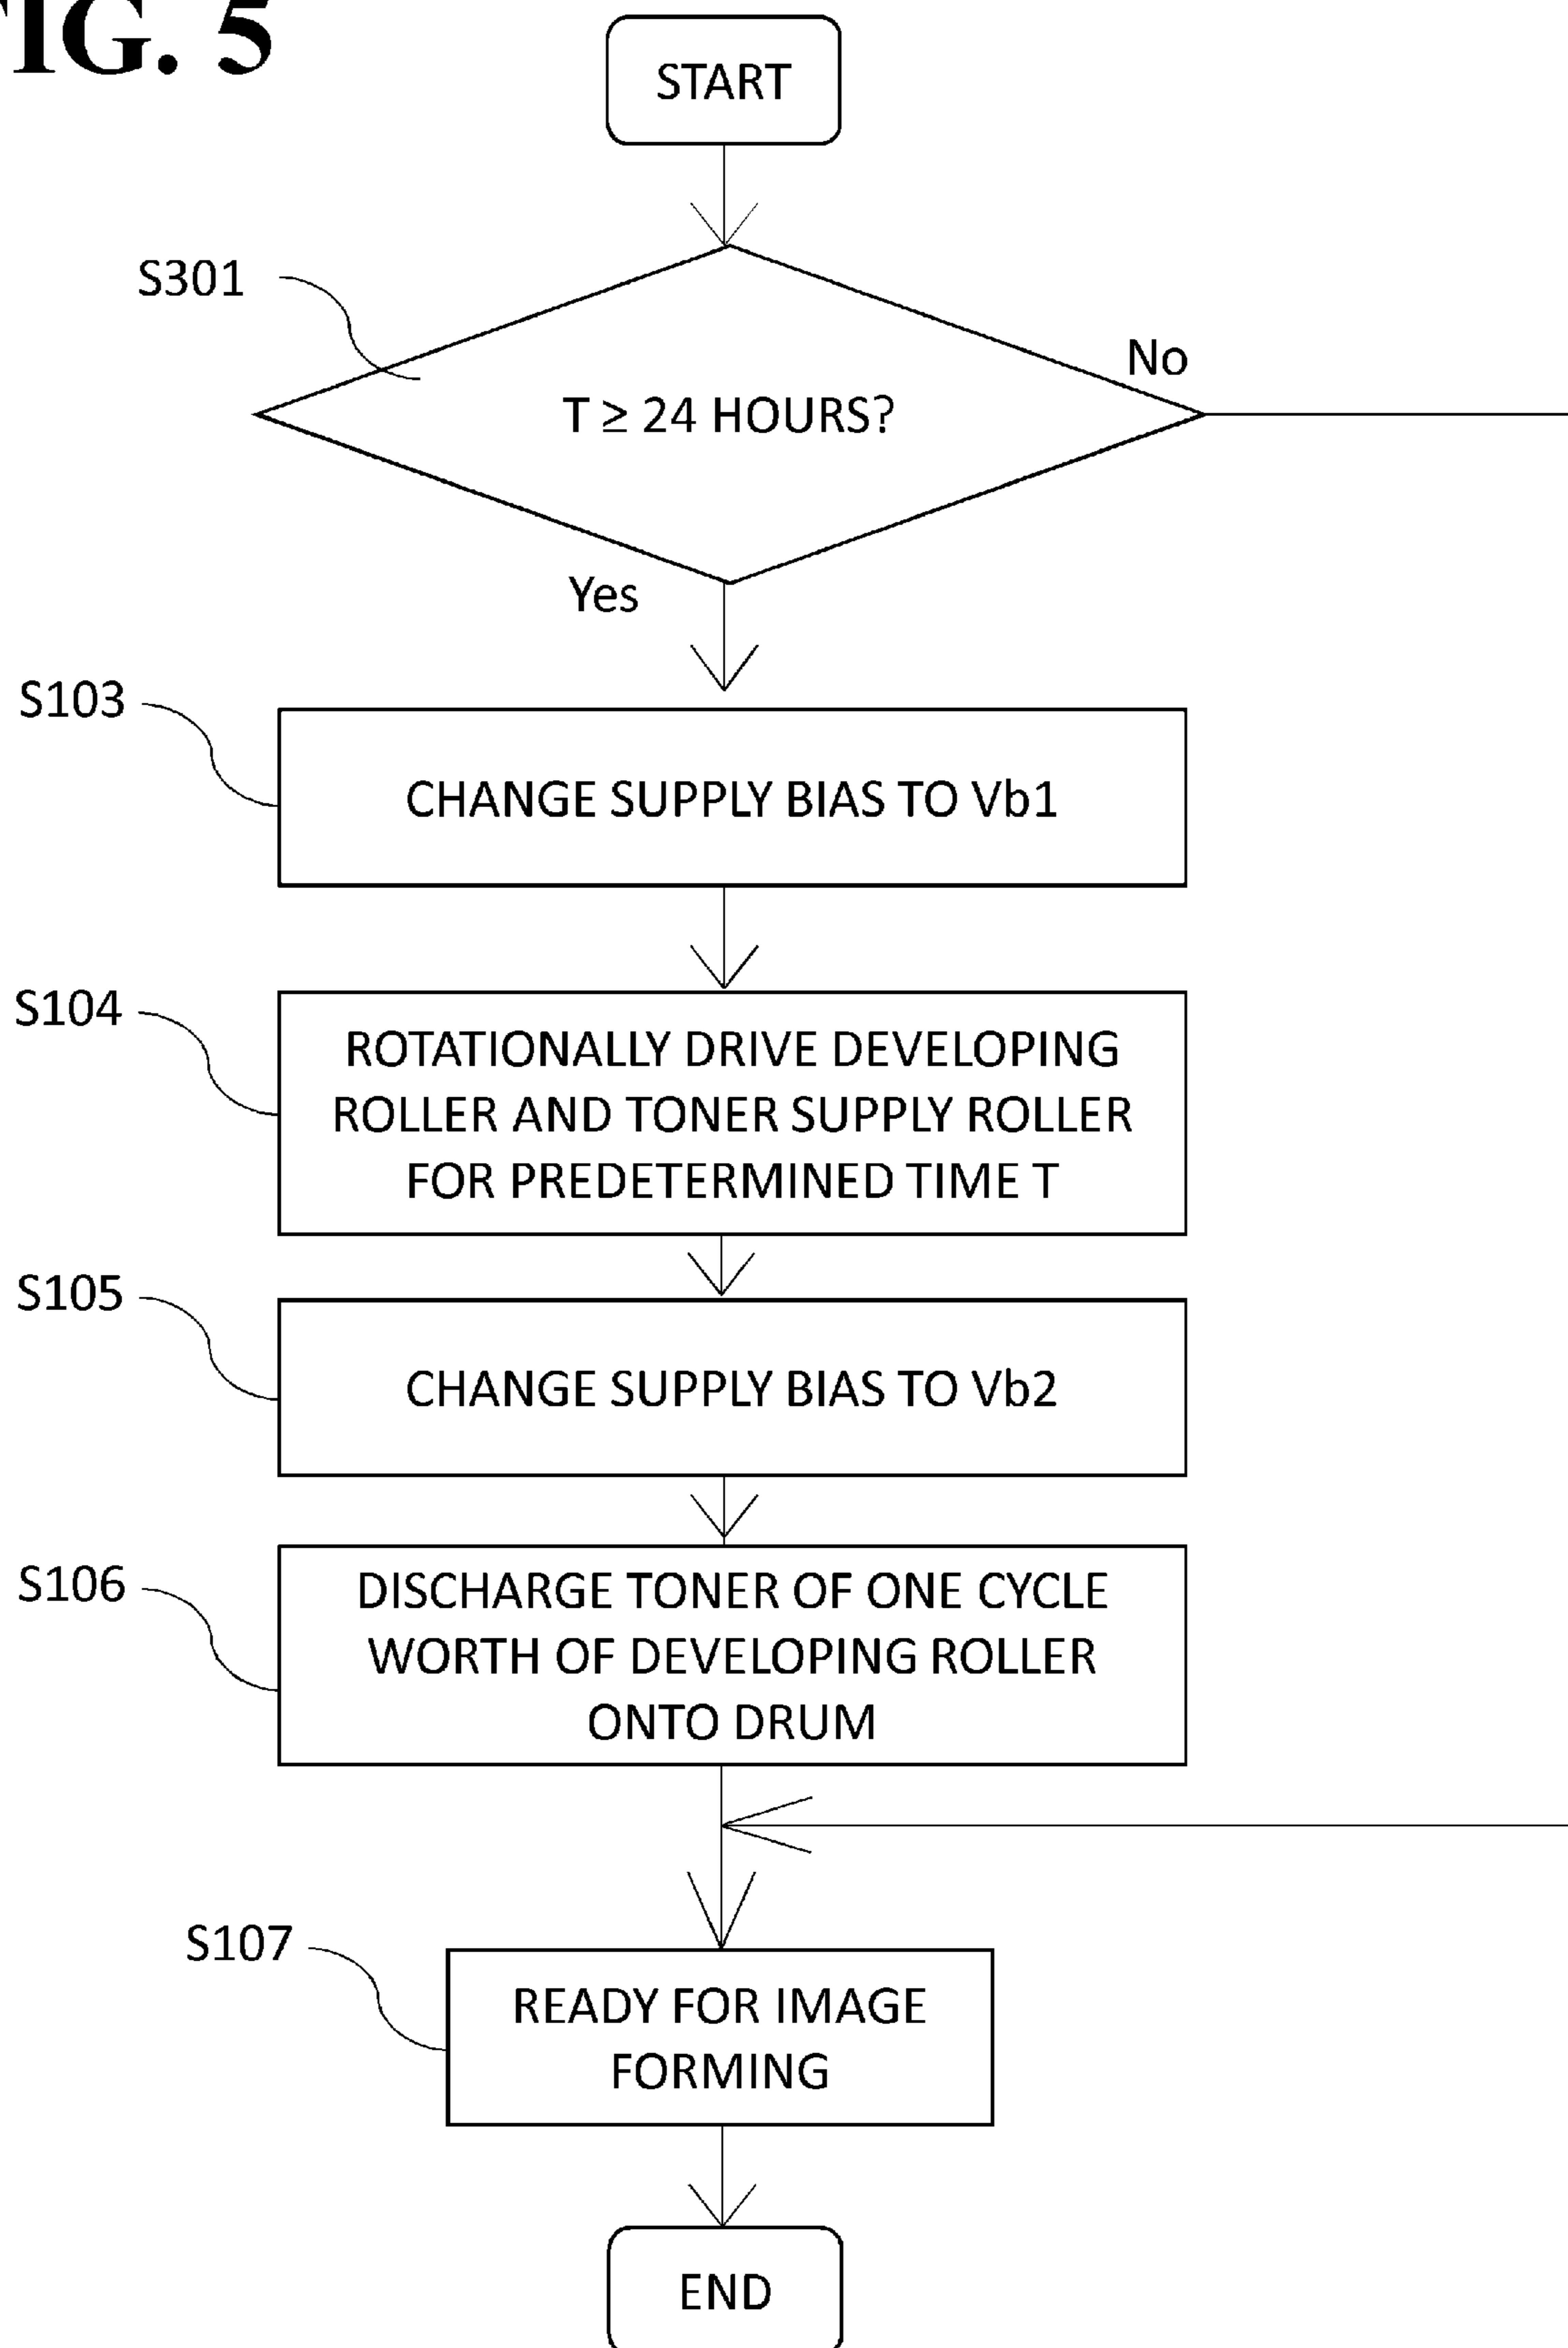 FIG. 5
START
S301
T ≥ 24 HOURS?
No
Yes
S103
CHANGE SUPPLY BIAS TO Vb1
S104
ROTATIONALLY DRIVE DEVELOPING
ROLLER AND TONER SUPPLY ROLLER
FOR PREDETERMINED TIME T
S105
CHANGE SUPPLY BIAS TO Vb2
S106
DISCHARGE TONER OF ONE CYCLE
WORTH OF DEVELOPING ROLLER
ONTO DRUM
S107
READY FOR IMAGE
FORMING
END